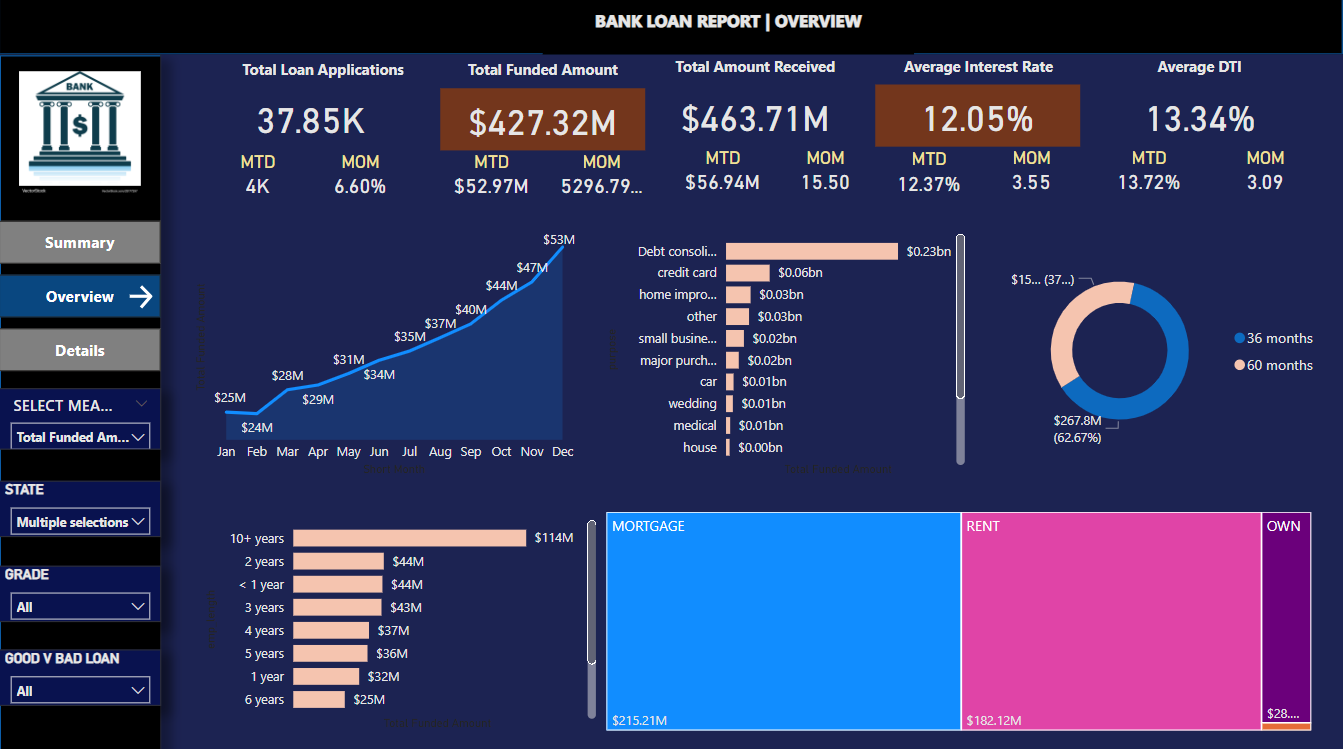 BANK LOAN REPORT | OVERVIEW
BANK
$
VectorStock
Summary
Overview
Details
SELECT MEA...
Total Funded Am...
STATE
Multiple selections
GRADE
All
GOOD V BAD LOAN
All
Total Loan Applications
37.85K
MTD MOM
4K 6.60%
Total Funded Amount
$427.32M
MTD MOM
$52.97M 5296.79...
Total Amount Received
$463.71M
MTD MOM
$56.94M 15.50
Average Interest Rate
12.05%
MTD MOM
12.37% 3.55
Average DTI
13.34%
MTD MOM
13.72% 3.09
$25M
$24M
$28M
$29M
$31M
$34M
$35M
$37M
$40M
$44M
$47M
$53M
Jan Feb Mar Apr May Jun Jul Aug Sep Oct Nov Dec
Debt consoli... $0.23bn
credit card $0.06bn
home impro... $0.03bn
other $0.03bn
small busine... $0.02bn
major purch... $0.02bn
car $0.01bn
wedding $0.01bn
medical $0.01bn
house $0.00bn
$15... (37...)
$267.8M
(62.67%)
36 months
60 months
10+ years $114M
2 years $44M
< 1 year $44M
3 years $43M
4 years $37M
5 years $36M
1 year $32M
6 years $25M
MORTGAGE
$215.21M
RENT
$182.12M
OWN
$28....